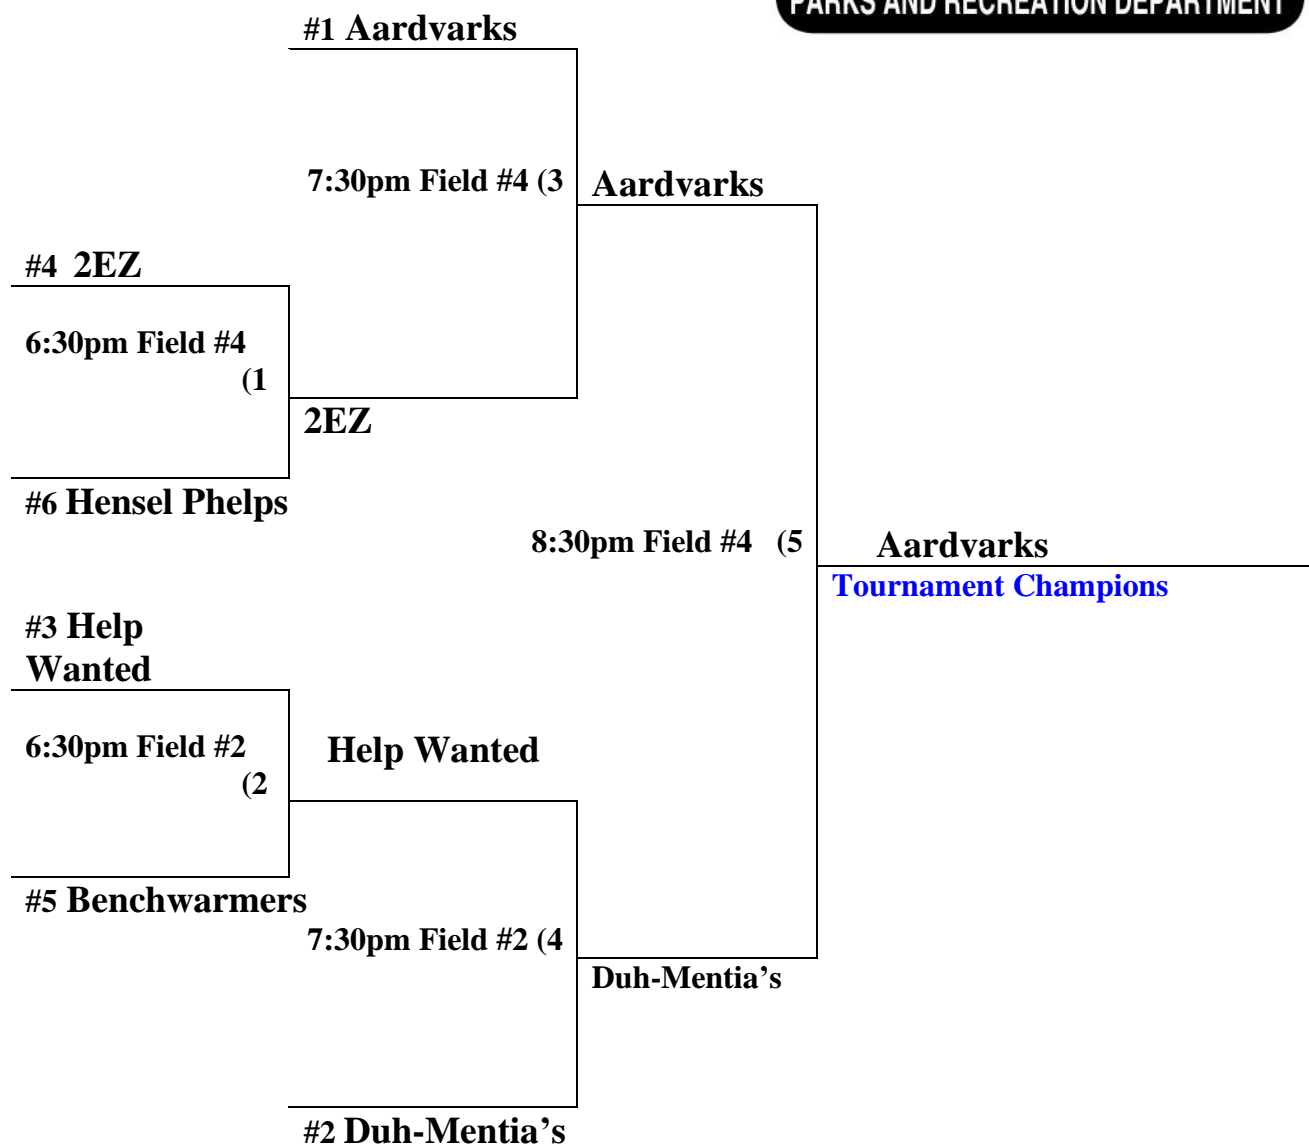 PARKS AND RECREATION DEPARTMENT
#1 Aardvarks
7:30pm Field #4 (3
Aardvarks
#4 2EZ
6:30pm Field #4
(1
2EZ
#6 Hensel Phelps
8:30pm Field #4 (5
Aardvarks
Tournament Champions
#3 Help
Wanted
6:30pm Field #2
(2
Help Wanted
#5 Benchwarmers
7:30pm Field #2 (4
Duh-Mentia’s
#2 Duh-Mentia’s